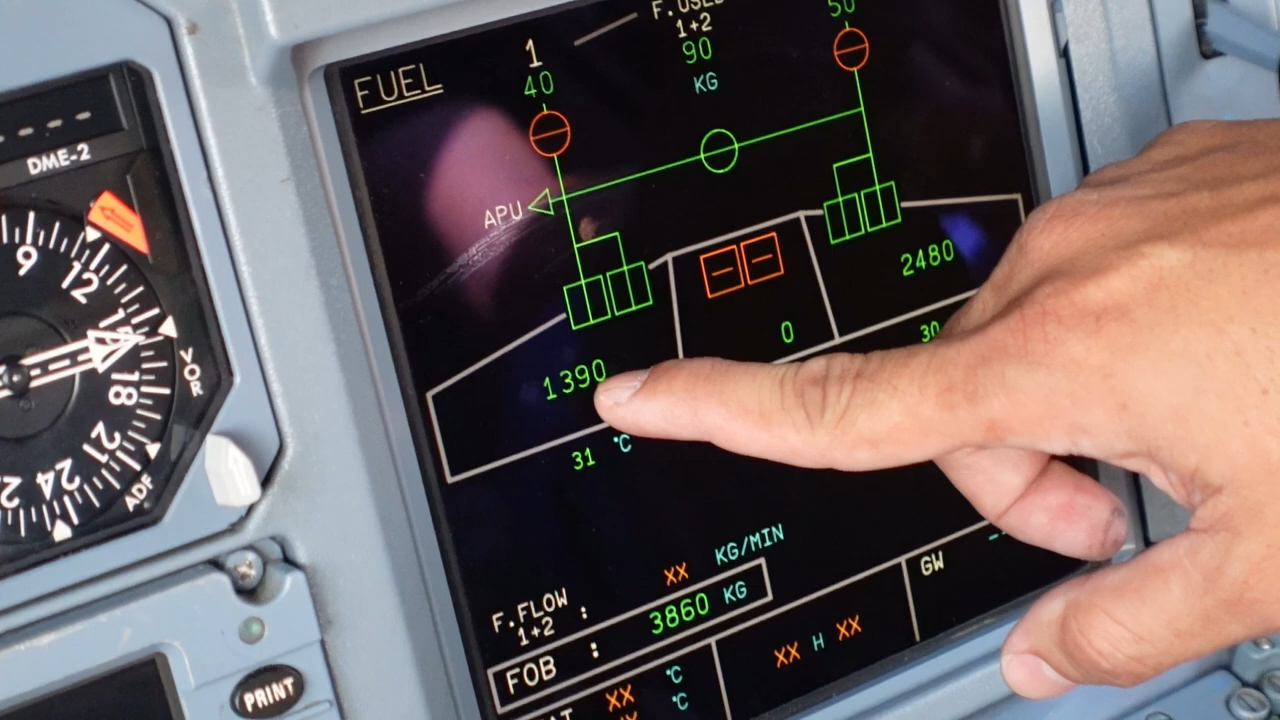 DME-2
9
12
15
18
21
24
VOR
ADF
PRINT
FUEL
1
F.USED
1+2
40
90
50
KG
APU
2480
0
30
1390
31 °C
KG/MIN
F.FLOW
1+2 : XX
FOB : 3860 KG
GW
XX °C
XX H XX
°C